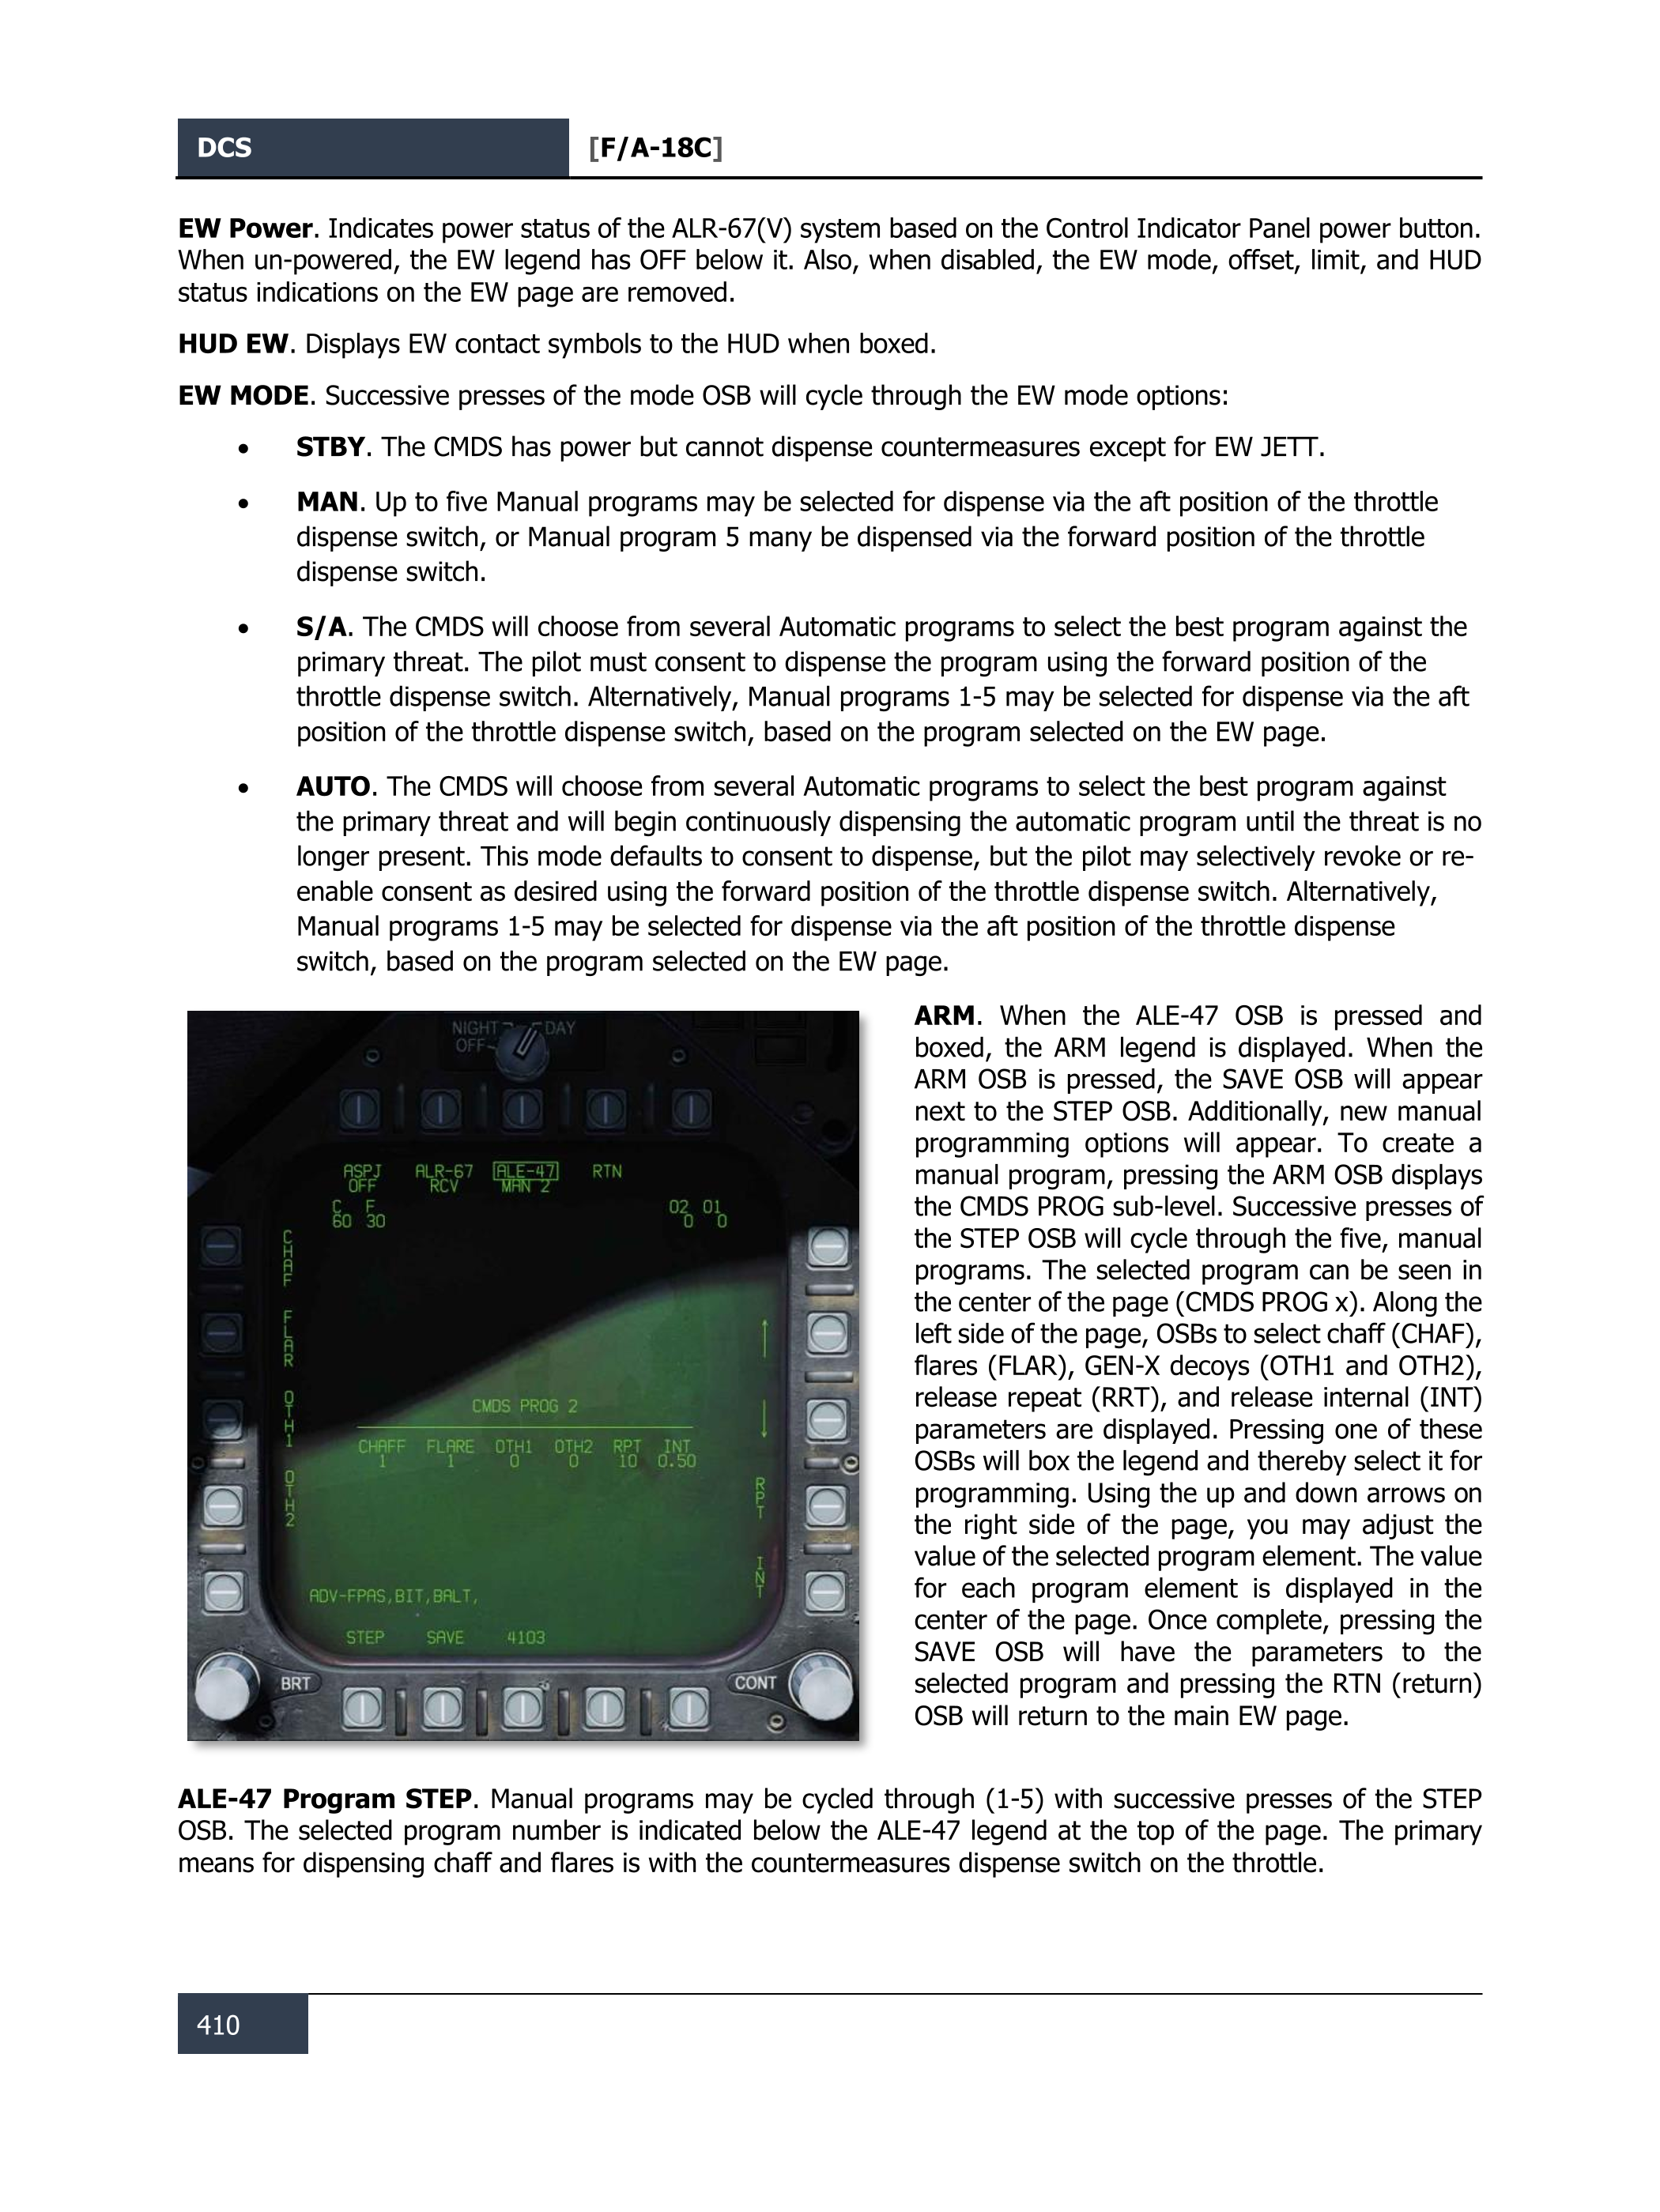 DCS [F/A-18C]
EW Power. Indicates power status of the ALR-67(V) system based on the Control Indicator Panel power button.
When un-powered, the EW legend has OFF below it. Also, when disabled, the EW mode, offset, limit, and HUD
status indications on the EW page are removed.
HUD EW. Displays EW contact symbols to the HUD when boxed.
EW MODE. Successive presses of the mode OSB will cycle through the EW mode options:
• STBY. The CMDS has power but cannot dispense countermeasures except for EW JETT.
• MAN. Up to five Manual programs may be selected for dispense via the aft position of the throttle
dispense switch, or Manual program 5 many be dispensed via the forward position of the throttle
dispense switch.
• S/A. The CMDS will choose from several Automatic programs to select the best program against the
primary threat. The pilot must consent to dispense the program using the forward position of the
throttle dispense switch. Alternatively, Manual programs 1-5 may be selected for dispense via the aft
position of the throttle dispense switch, based on the program selected on the EW page.
• AUTO. The CMDS will choose from several Automatic programs to select the best program against
the primary threat and will begin continuously dispensing the automatic program until the threat is no
longer present. This mode defaults to consent to dispense, but the pilot may selectively revoke or re-
enable consent as desired using the forward position of the throttle dispense switch. Alternatively,
Manual programs 1-5 may be selected for dispense via the aft position of the throttle dispense
switch, based on the program selected on the EW page.
NIGHT DAY
OFF
ASPJ ALR-67 ALE-47 RTN
OFF RCV MAN 2
C F O2 O1
60 30 0 0
CHAF
FLAR
OTH1
OTH2
CMDS PROG 2
CHAFF FLARE OTH1 OTH2 RPT INT
1 1 0 0 10 0.50
RPT
INT
ADV-FPAS,BIT,BALT,
STEP SAVE 4103
BRT CONT
ARM. When the ALE-47 OSB is pressed and
boxed, the ARM legend is displayed. When the
ARM OSB is pressed, the SAVE OSB will appear
next to the STEP OSB. Additionally, new manual
programming options will appear. To create a
manual program, pressing the ARM OSB displays
the CMDS PROG sub-level. Successive presses of
the STEP OSB will cycle through the five, manual
programs. The selected program can be seen in
the center of the page (CMDS PROG x). Along the
left side of the page, OSBs to select chaff (CHAF),
flares (FLAR), GEN-X decoys (OTH1 and OTH2),
release repeat (RRT), and release internal (INT)
parameters are displayed. Pressing one of these
OSBs will box the legend and thereby select it for
programming. Using the up and down arrows on
the right side of the page, you may adjust the
value of the selected program element. The value
for each program element is displayed in the
center of the page. Once complete, pressing the
SAVE OSB will have the parameters to the
selected program and pressing the RTN (return)
OSB will return to the main EW page.
ALE-47 Program STEP. Manual programs may be cycled through (1-5) with successive presses of the STEP
OSB. The selected program number is indicated below the ALE-47 legend at the top of the page. The primary
means for dispensing chaff and flares is with the countermeasures dispense switch on the throttle.
410